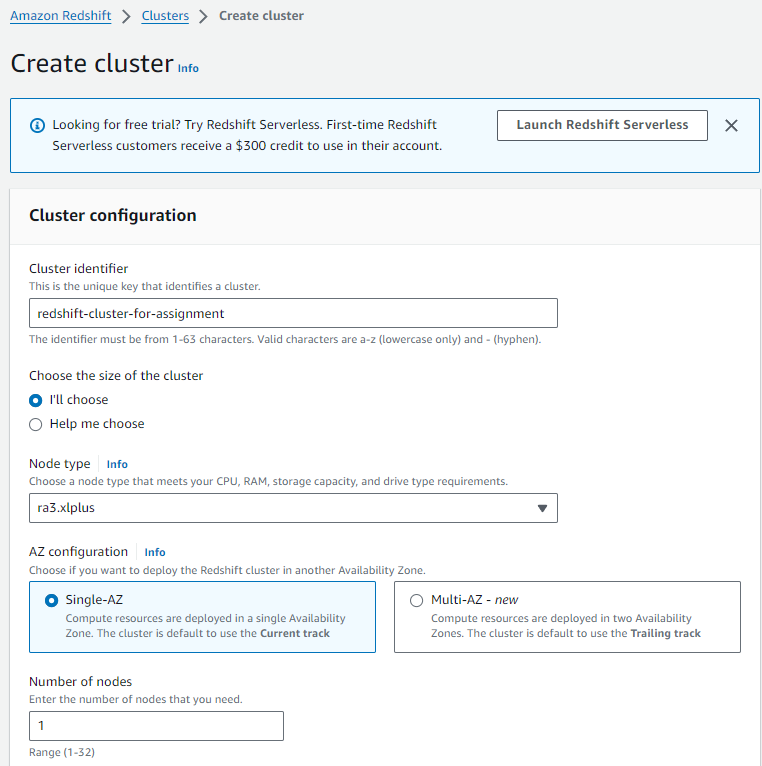 Amazon Redshift > Clusters > Create cluster
Create cluster Info
Looking for free trial? Try Redshift Serverless. First-time Redshift
Serverless customers receive a $300 credit to use in their account.
Launch Redshift Serverless
Cluster configuration
Cluster identifier
This is the unique key that identifies a cluster.
redshift-cluster-for-assignment
The identifier must be from 1-63 characters. Valid characters are a-z (lowercase only) and - (hyphen).
Choose the size of the cluster
I'll choose
Help me choose
Node type Info
Choose a node type that meets your CPU, RAM, storage capacity, and drive type requirements.
ra3.xlplus
AZ configuration Info
Choose if you want to deploy the Redshift cluster in another Availability Zone.
Single-AZ
Compute resources are deployed in a single Availability
Zone. The cluster is default to use the Current track
Multi-AZ - new
Compute resources are deployed in two Availability
Zones. The cluster is default to use the Trailing track
Number of nodes
Enter the number of nodes that you need.
1
Range (1-32)